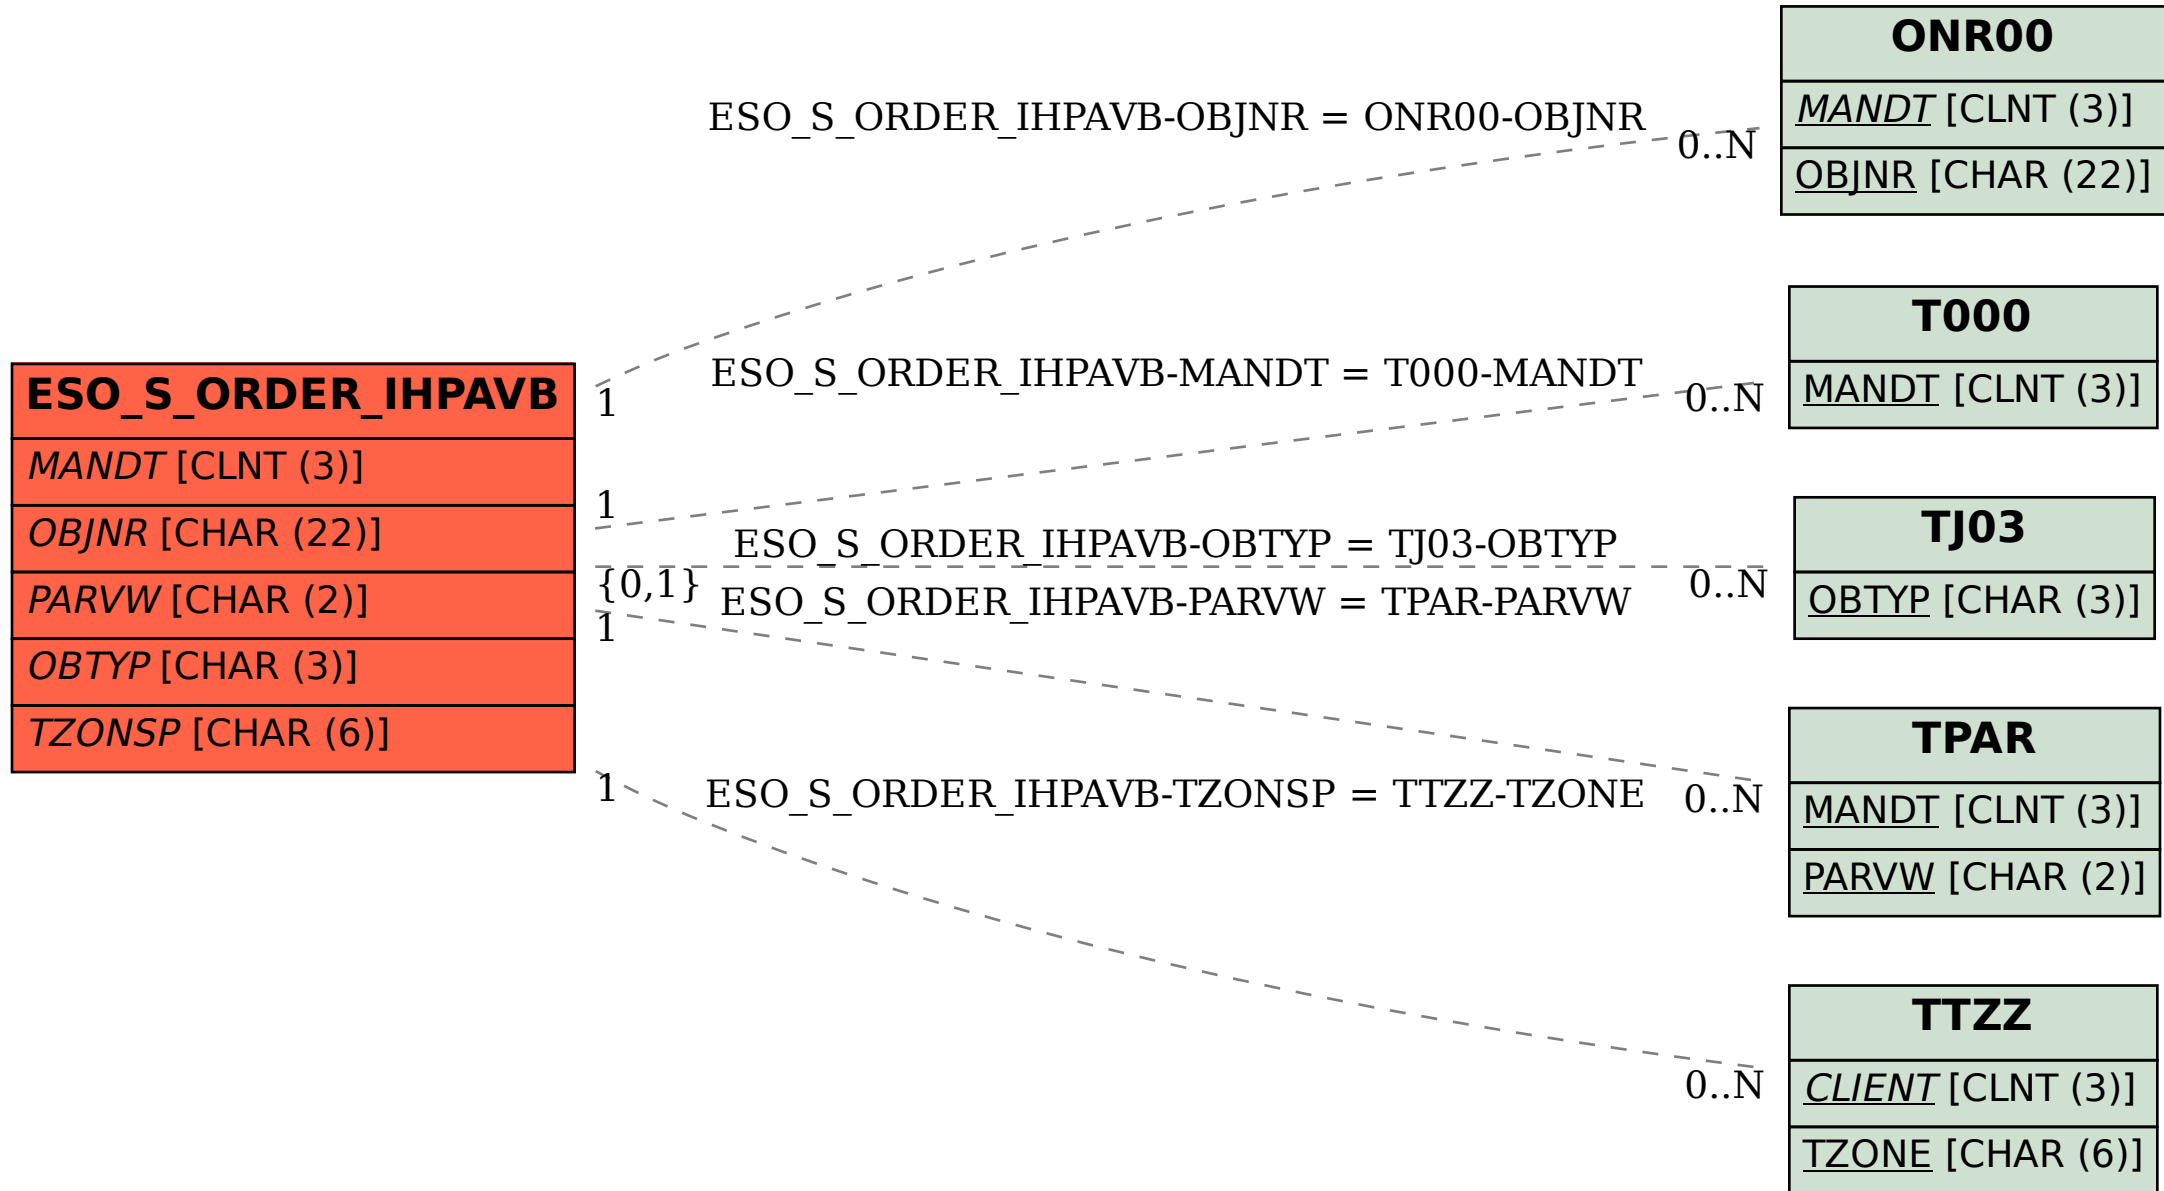 ESO_S_ORDER_IHPAVB
MANDT [CLNT (3)]
OBJNR [CHAR (22)]
PARVW [CHAR (2)]
OBTYP [CHAR (3)]
TZONSP [CHAR (6)]
ESO_S_ORDER_IHPAVB-OBJNR = ONR00-OBJNR
0..N
1
ESO_S_ORDER_IHPAVB-MANDT = T000-MANDT
0..N
1
ESO_S_ORDER_IHPAVB-OBTYP = TJ03-OBTYP
0..N
{0,1}
ESO_S_ORDER_IHPAVB-PARVW = TPAR-PARVW
0..N
1
ESO_S_ORDER_IHPAVB-TZONSP = TTZZ-TZONE
0..N
1
ONR00
MANDT [CLNT (3)]
OBJNR [CHAR (22)]
T000
MANDT [CLNT (3)]
TJ03
OBTYP [CHAR (3)]
TPAR
MANDT [CLNT (3)]
PARVW [CHAR (2)]
TTZZ
CLIENT [CLNT (3)]
TZONE [CHAR (6)]